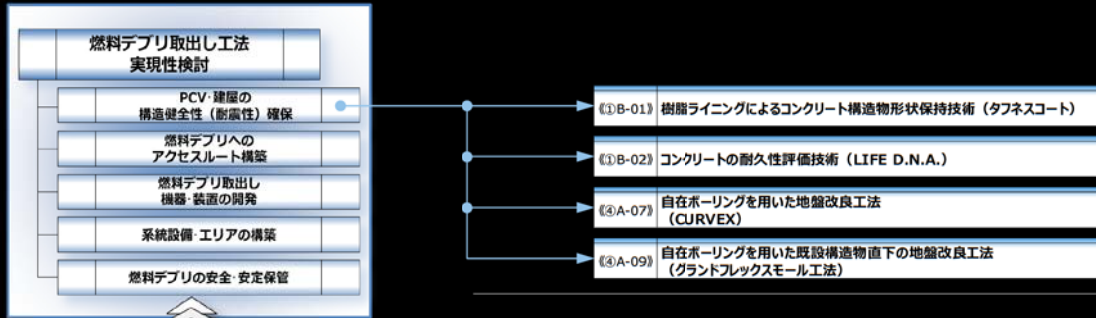 燃料デブリ取出し工法
実現性検討
PCV・建屋の
構造健全性（耐震性）確保
燃料デブリへの
アクセスルート構築
燃料デブリ取出し
機器・装置の開発
系統設備・エリアの構築
燃料デブリの安全・安定保管
《①B-01》 樹脂ライニングによるコンクリート構造物形状保持技術（タフネスコート）
《①B-02》 コンクリートの耐久性評価技術（LIFE D.N.A.）
《④A-07》 自在ボーリングを用いた地盤改良工法
（CURVEX）
《④A-09》 自在ボーリングを用いた既設構造物直下の地盤改良工法
（グランドフレックスモール工法）